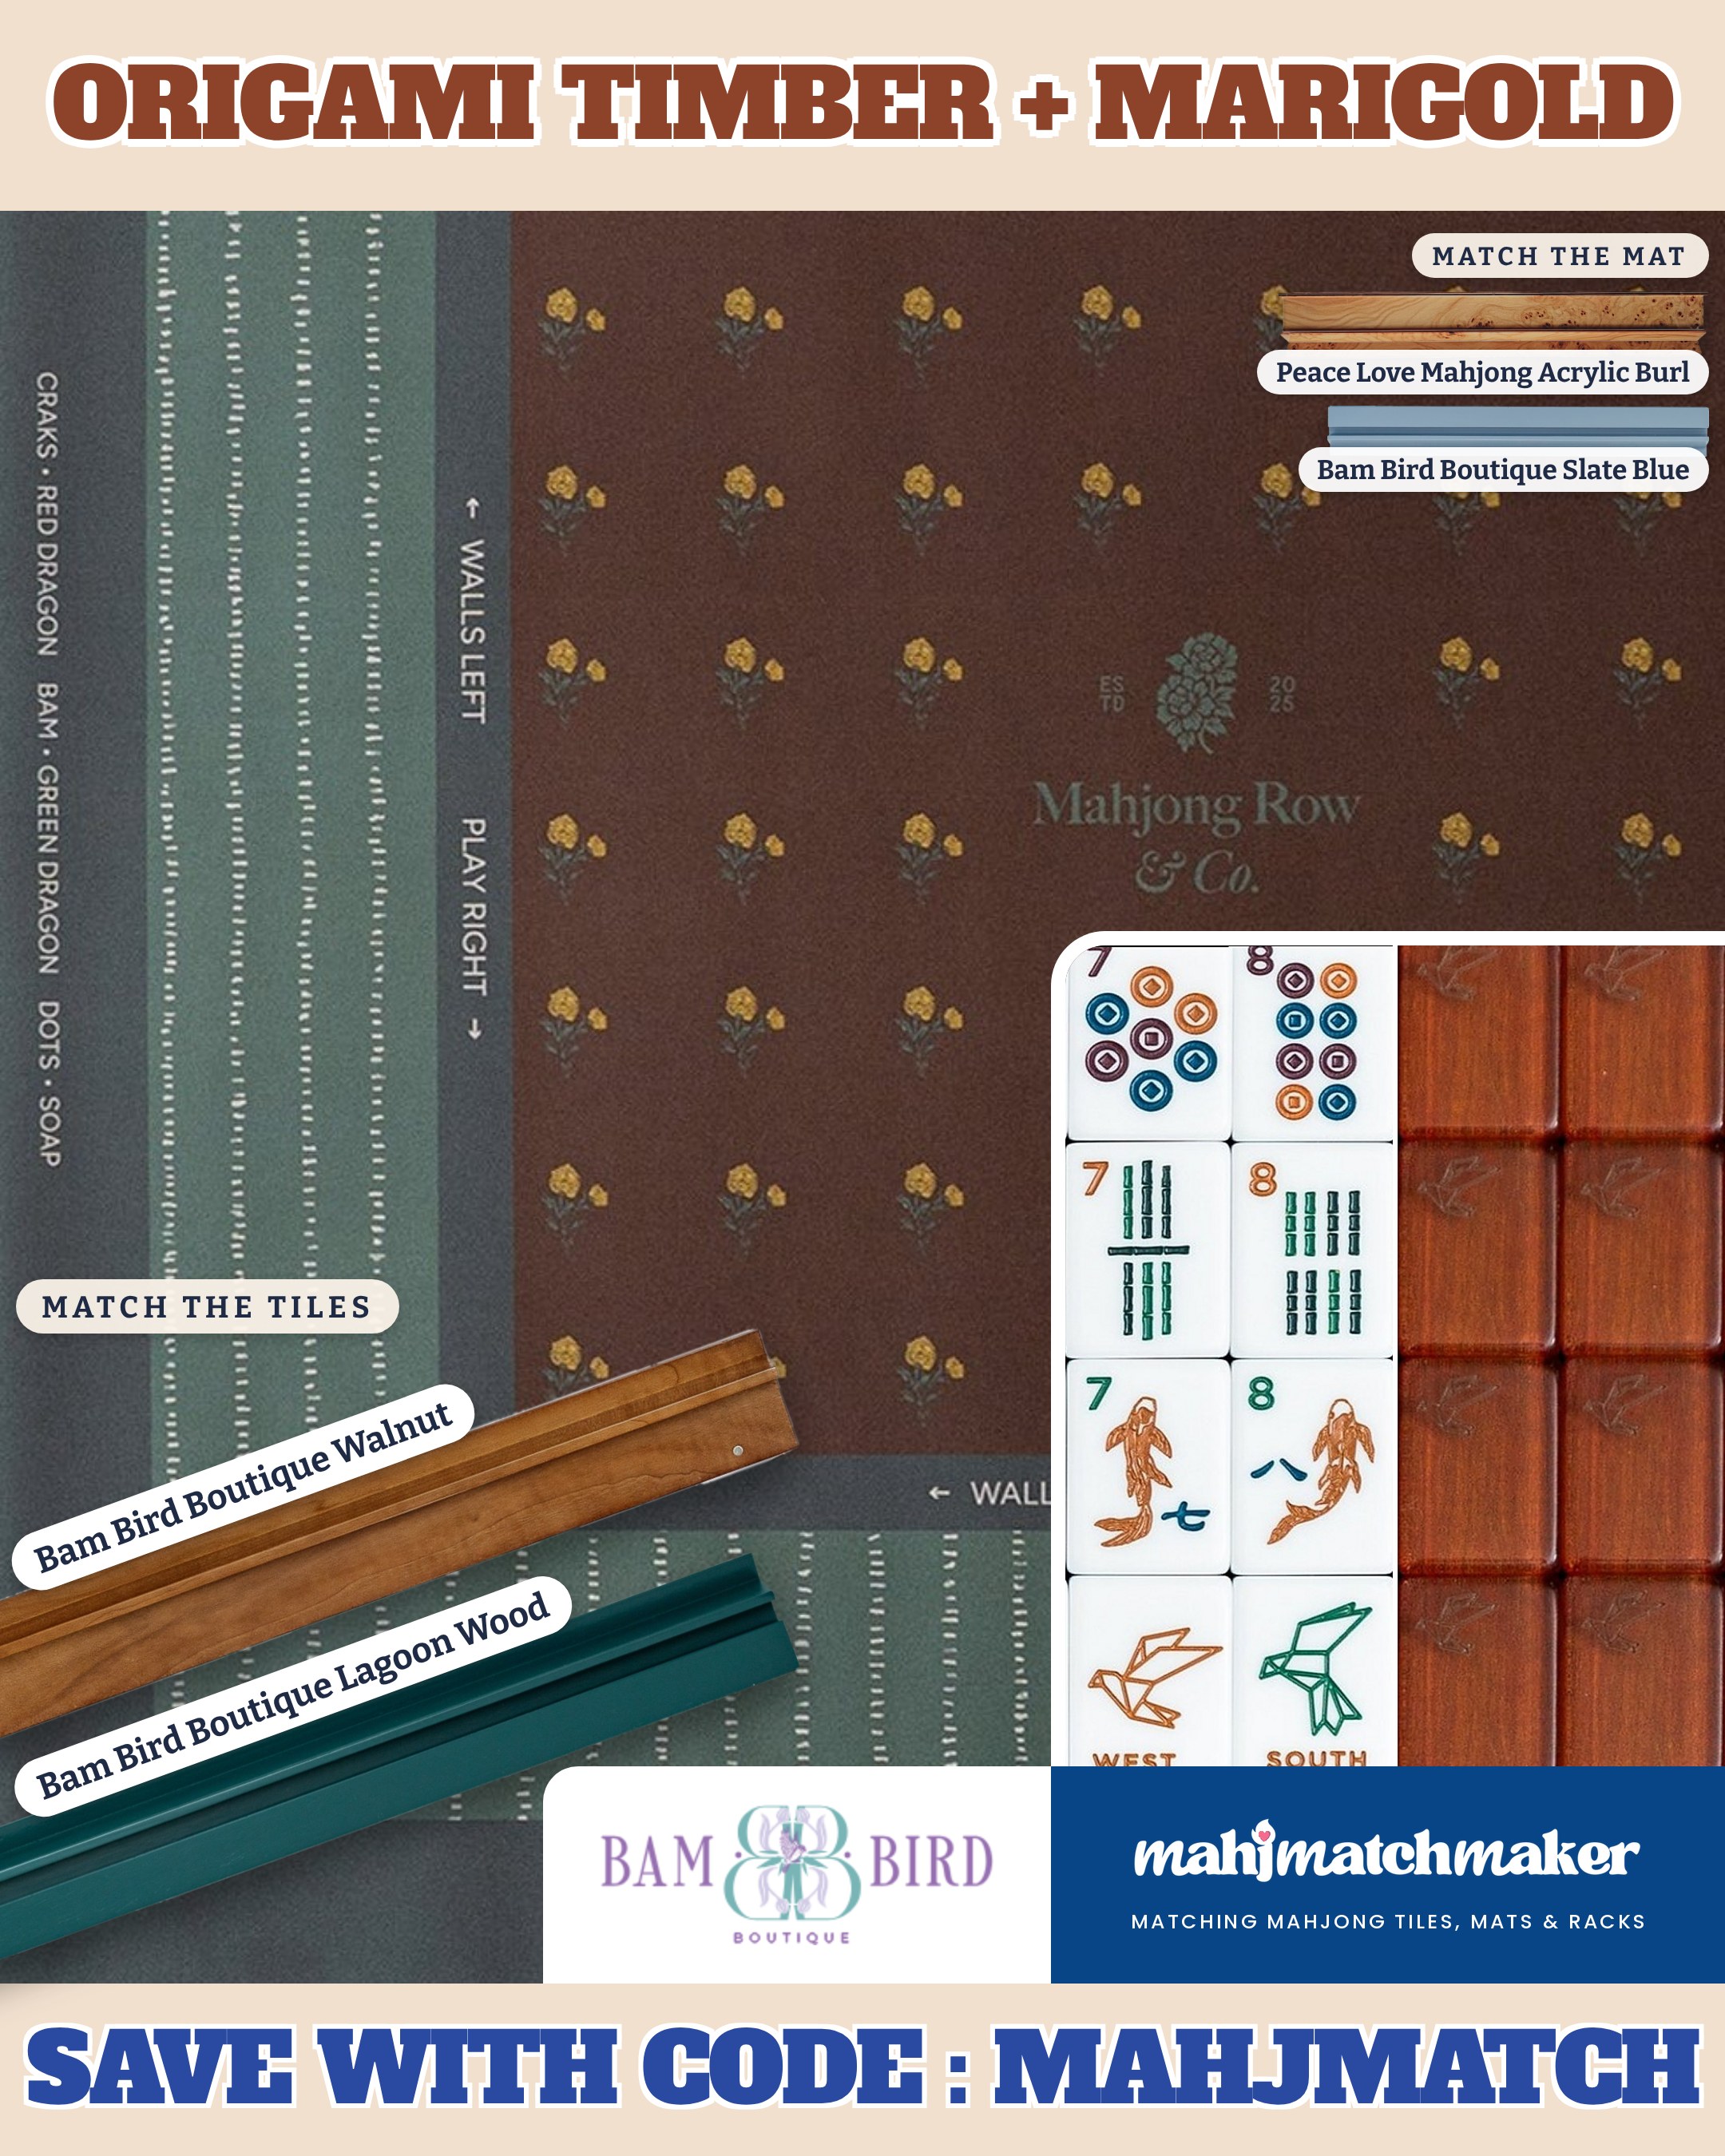 ORIGAMI TIMBER + MARIGOLD
MATCH THE MAT
Peace Love Mahjong Acrylic Burl
Bam Bird Boutique Slate Blue
CRAKS • RED DRAGON BAM • GREEN DRAGON DOTS • SOAP
← WALLS LEFT PLAY RIGHT →
ES
TD
20
25
Mahjong Row
& Co.
7 8
7 8
7 8
七 八
WEST SOUTH
MATCH THE TILES
Bam Bird Boutique Walnut
Bam Bird Boutique Lagoon Wood
← WALL
BAM BIRD
BOUTIQUE
mahjmatchmaker
MATCHING MAHJONG TILES, MATS & RACKS
SAVE WITH CODE : MAHJMATCH